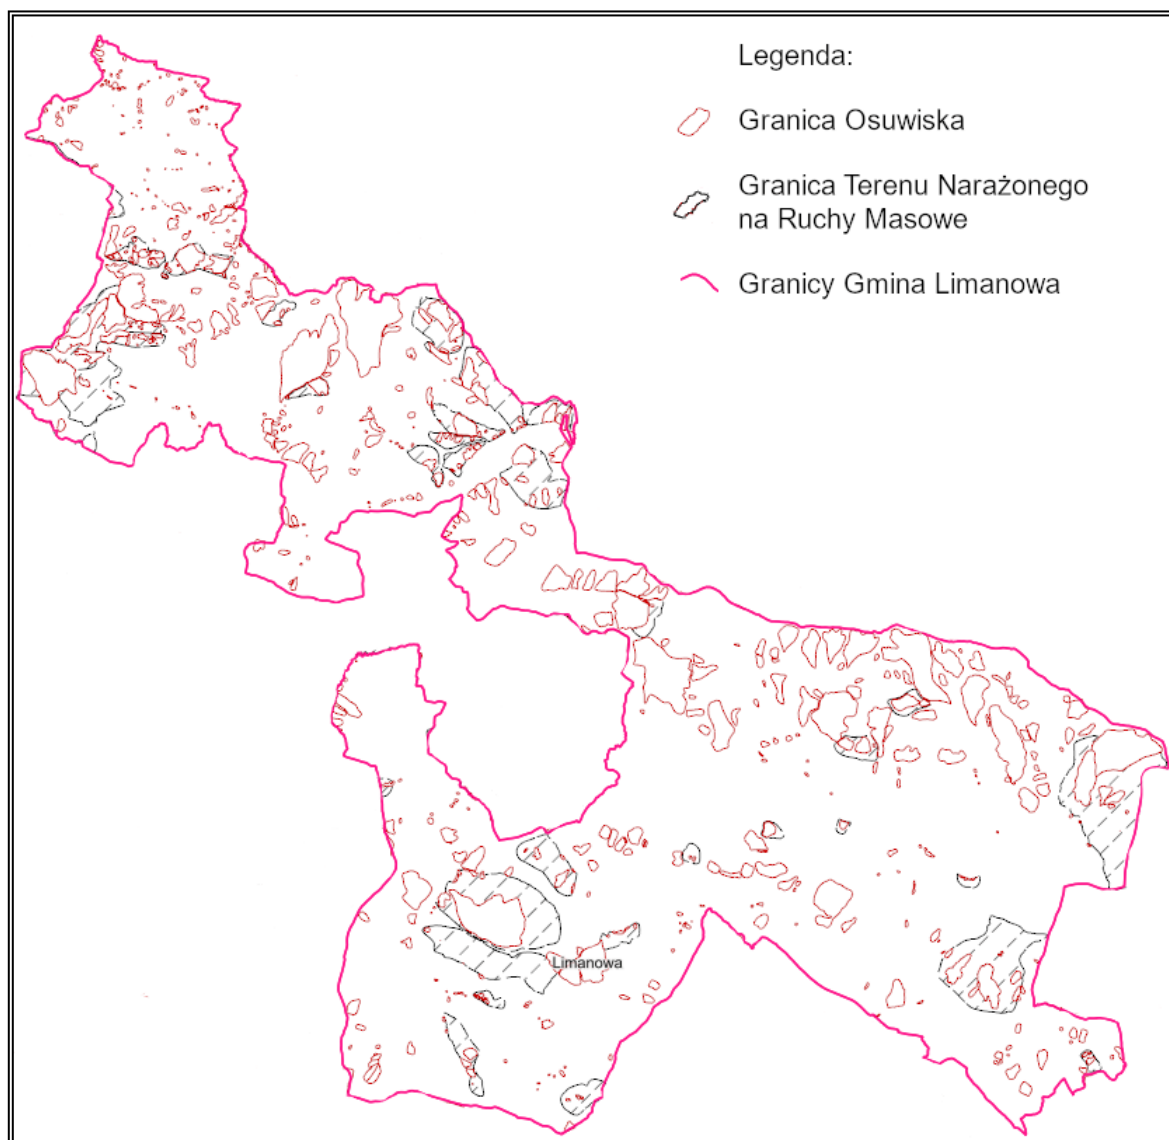 Legenda:
Granica Osuwiska
Granica Terenu Narażonego
na Ruchy Masowe
Granicy Gmina Limanowa
Limanowa